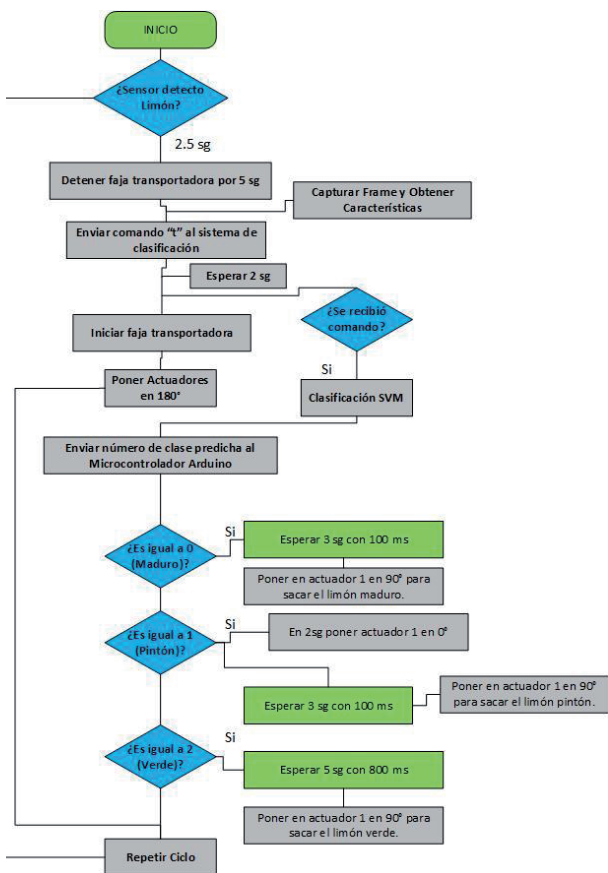 INICIO
¿Sensor detecto
Limón?
2.5 sg
Detener faja transportadora por 5 sg
Capturar Frame y Obtener
Características
Enviar comando “t” al sistema de
clasificación
Esperar 2 sg
¿Se recibió
comando?
Iniciar faja transportadora
Si
Poner Actuadores
en 180°
Clasificación SVM
Enviar número de clase predicha al
Microcontrolador Arduino
¿Es igual a 0
(Maduro)?
Si
Esperar 3 sg con 100 ms
Poner en actuador 1 en 90° para
sacar el limón maduro.
¿Es igual a 1
(Pintón)?
Si
En 2sg poner actuador 1 en 0°
Esperar 3 sg con 100 ms
Poner en actuador 1 en 90°
para sacar el limón pintón.
¿Es igual a 2
(Verde)?
Si
Esperar 5 sg con 800 ms
Poner en actuador 1 en 90° para
sacar el limón verde.
Repetir Ciclo